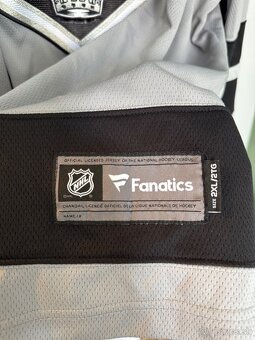 OFFICIAL LICENSED JERSEY OF THE NATIONAL HOCKEY LEAGUE
NHL
Fanatics
CHANDAIL LICENCIÉ OFFICIEL DE LA LIGUE NATIONALE DE HOCKEY
SIZE 2XL/2TG